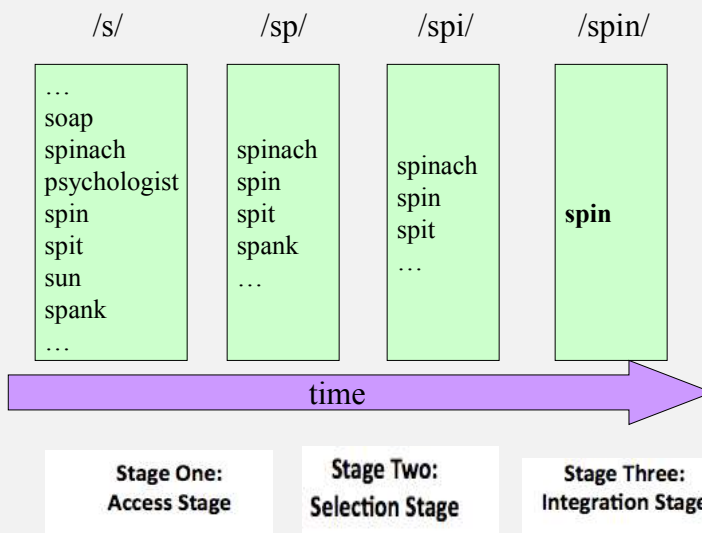 /s/ /sp/ /spi/ /spin/
…
soap
spinach
psychologist
spin
spit
sun
spank
…
spinach
spin
spit
spank
…
spinach
spin
spit
…
spin
time
Stage One:
Access Stage
Stage Two:
Selection Stage
Stage Three:
Integration Stage